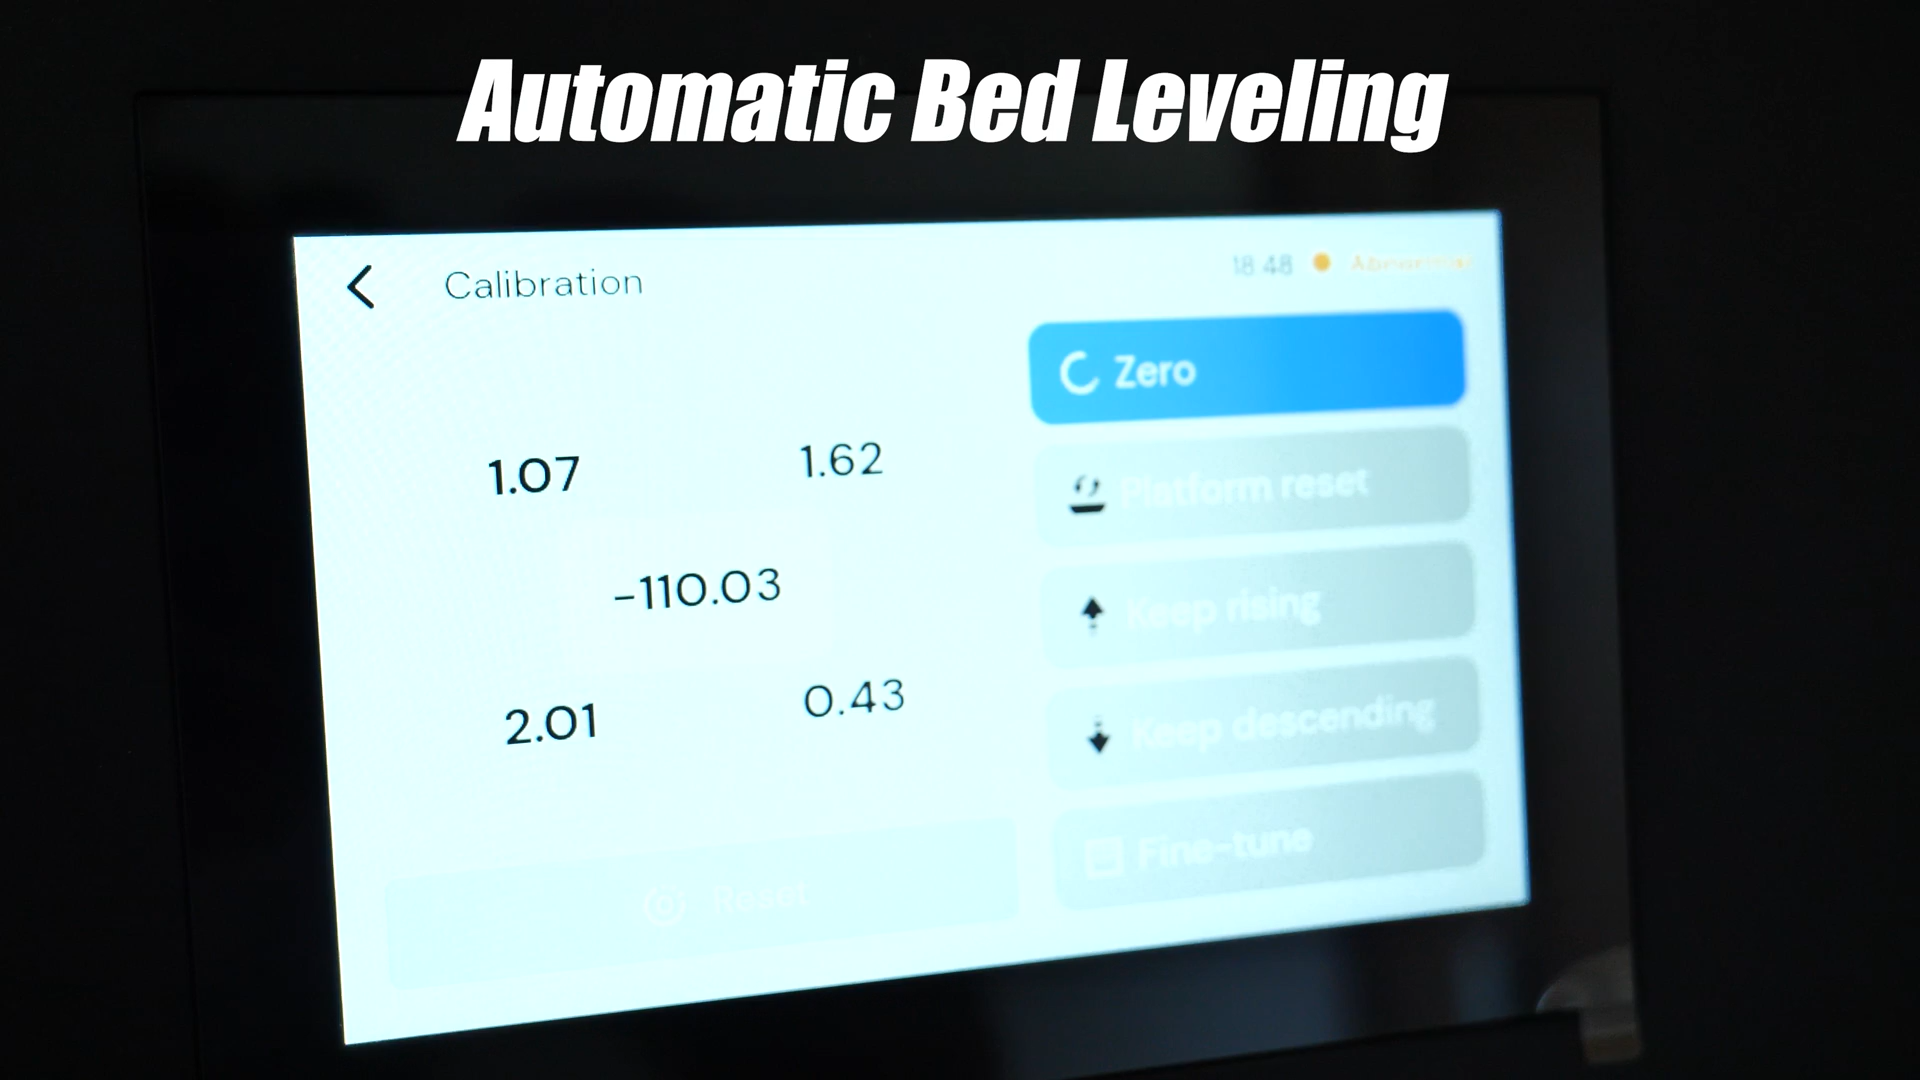 Automatic Bed Leveling
Calibration
18:48 Abnormal
Zero
1.07 1.62
Platform reset
-110.03
Keep rising
2.01 0.43
Keep descending
Fine-tune
Reset